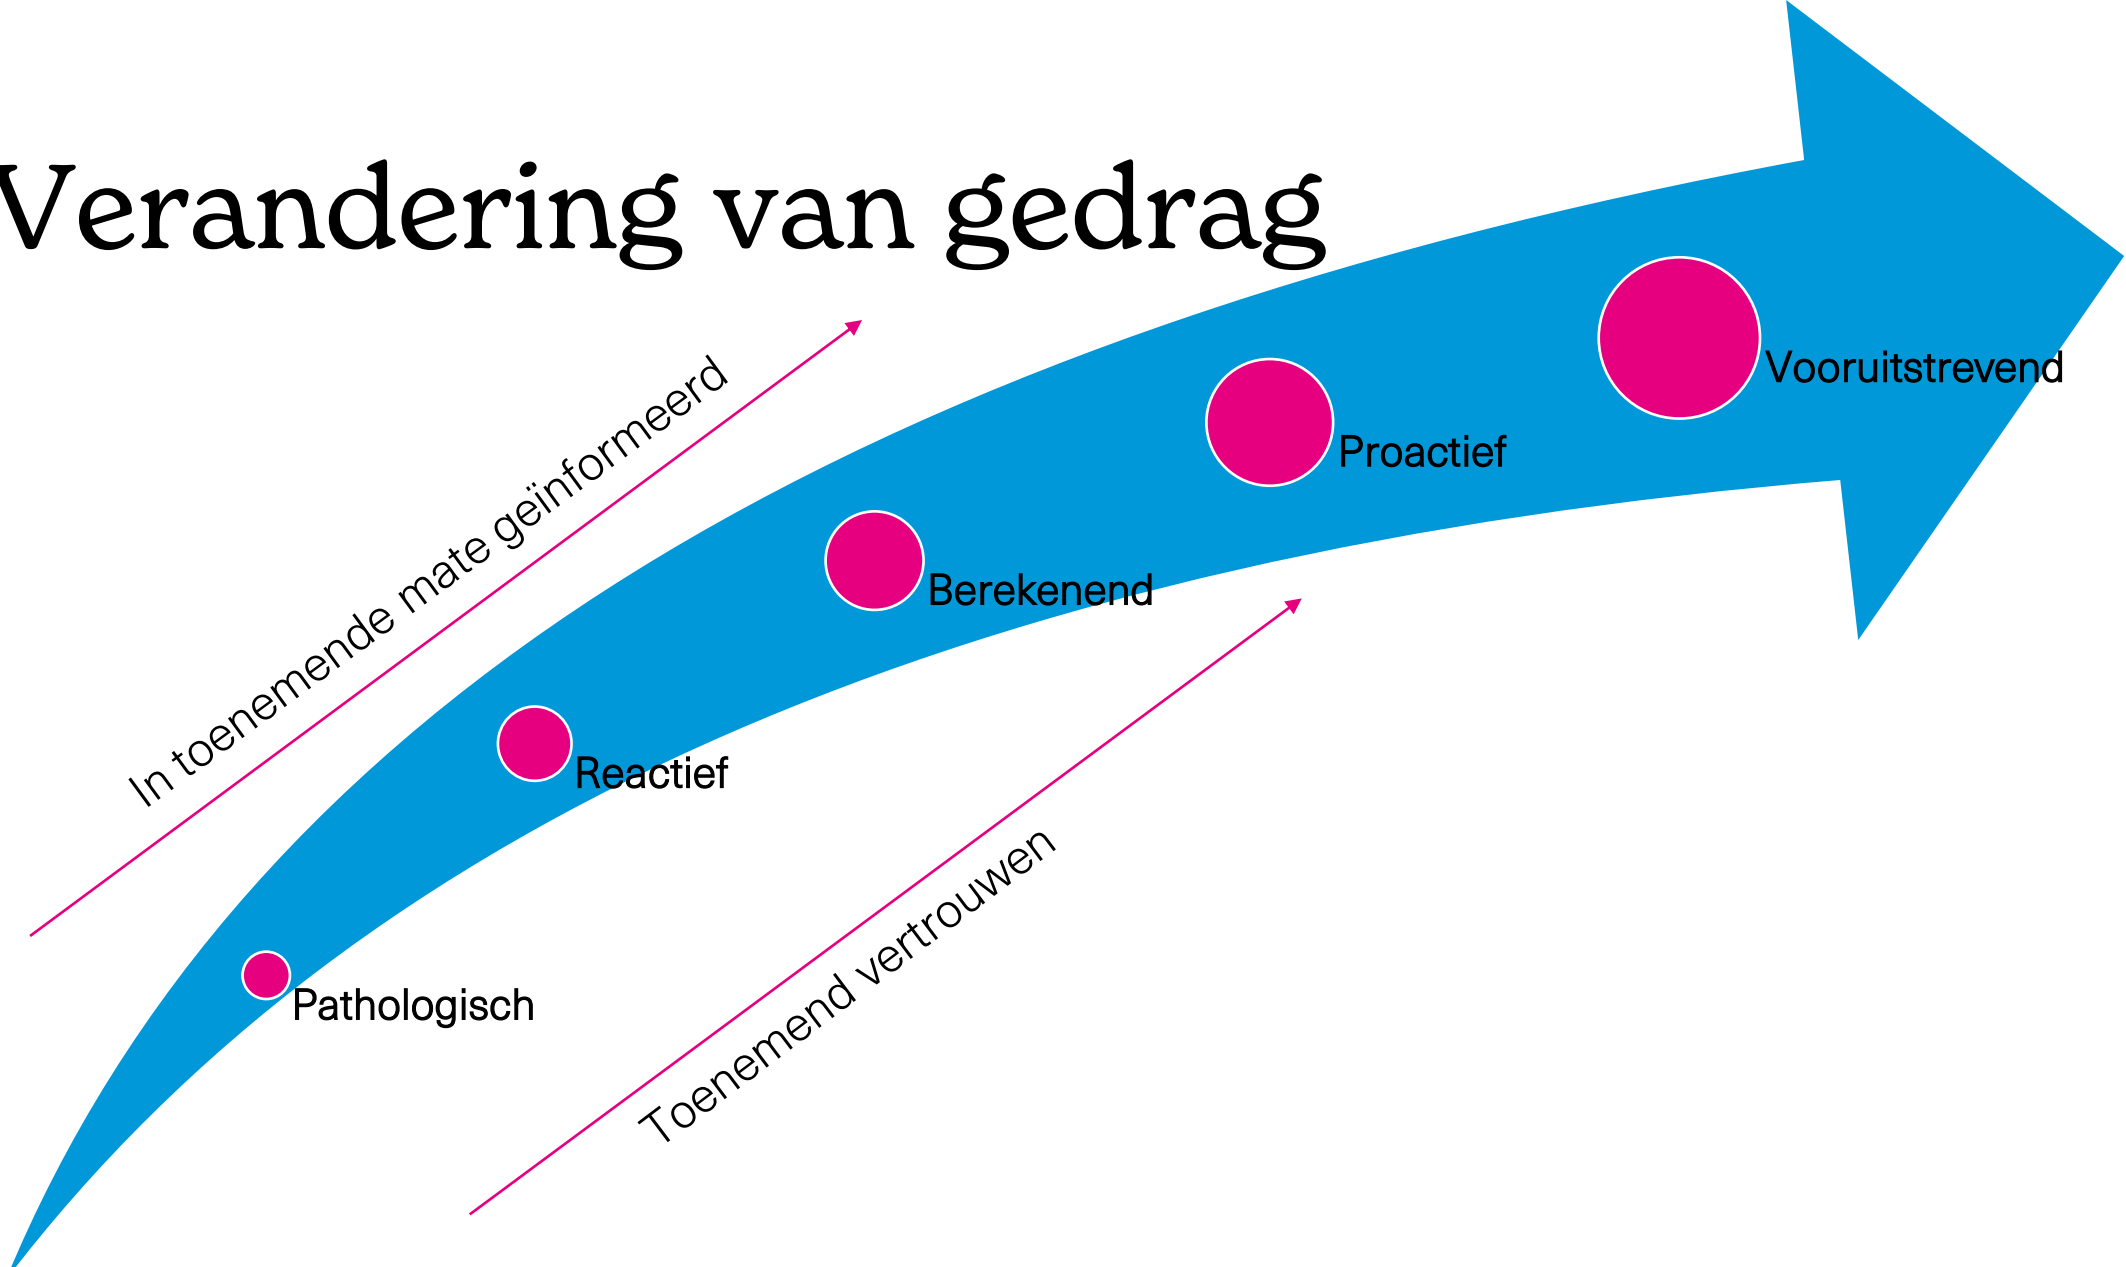 Verandering van gedrag
In toenemende mate geïnformeerd
Vooruitstrevend
Proactief
Berekenend
Reactief
Pathologisch
Toenemend vertrouwen